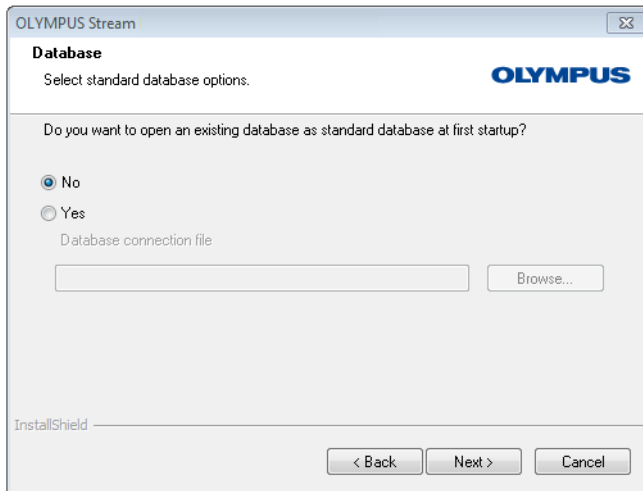 OLYMPUS Stream
Database
Select standard database options.
OLYMPUS
Do you want to open an existing database as standard database at first startup?
No
Yes
Database connection file
Browse...
InstallShield
< Back
Next >
Cancel